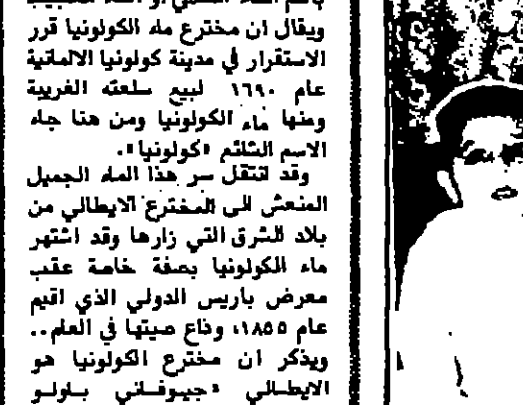 ويقال ان مخترع ماء الكولونيا قرر
الاستقرار في مدينة كولونيا الالمانية
عام ١٦٩٠ لبيع سلعته الغريبة
ومنها ماء الكولونيا ومن هنا جاء
الاسم الشائع «كولونيا».
وقد انتقل سر هذا الماء الجميل
المنعش الى المخترع الايطالي من
بلاد الشرق التي زارها وقد اشتهر
ماء الكولونيا بصفة خاصة عقب
معرض باريس الدولي الذي اقيم
عام ١٨٥٥، وذاع صيتها في العام..
ويذكر ان مخترع الكولونيا هو
الايطالي «جيوفاني باولو